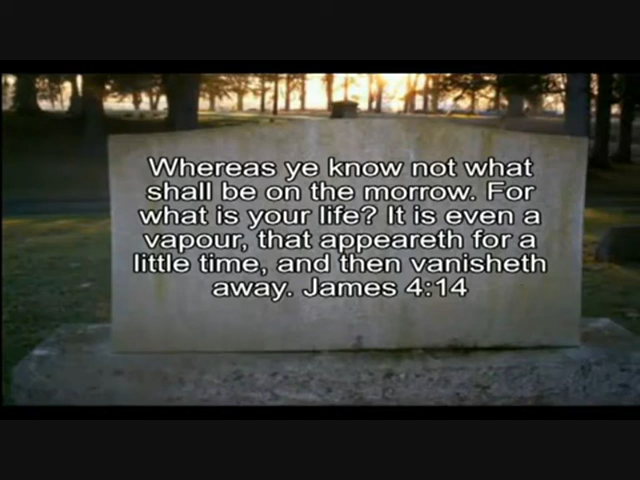 Whereas ye know not what
shall be on the morrow. For
what is your life? It is even a
vapour, that appeareth for a
little time, and then vanisheth
away. James 4:14